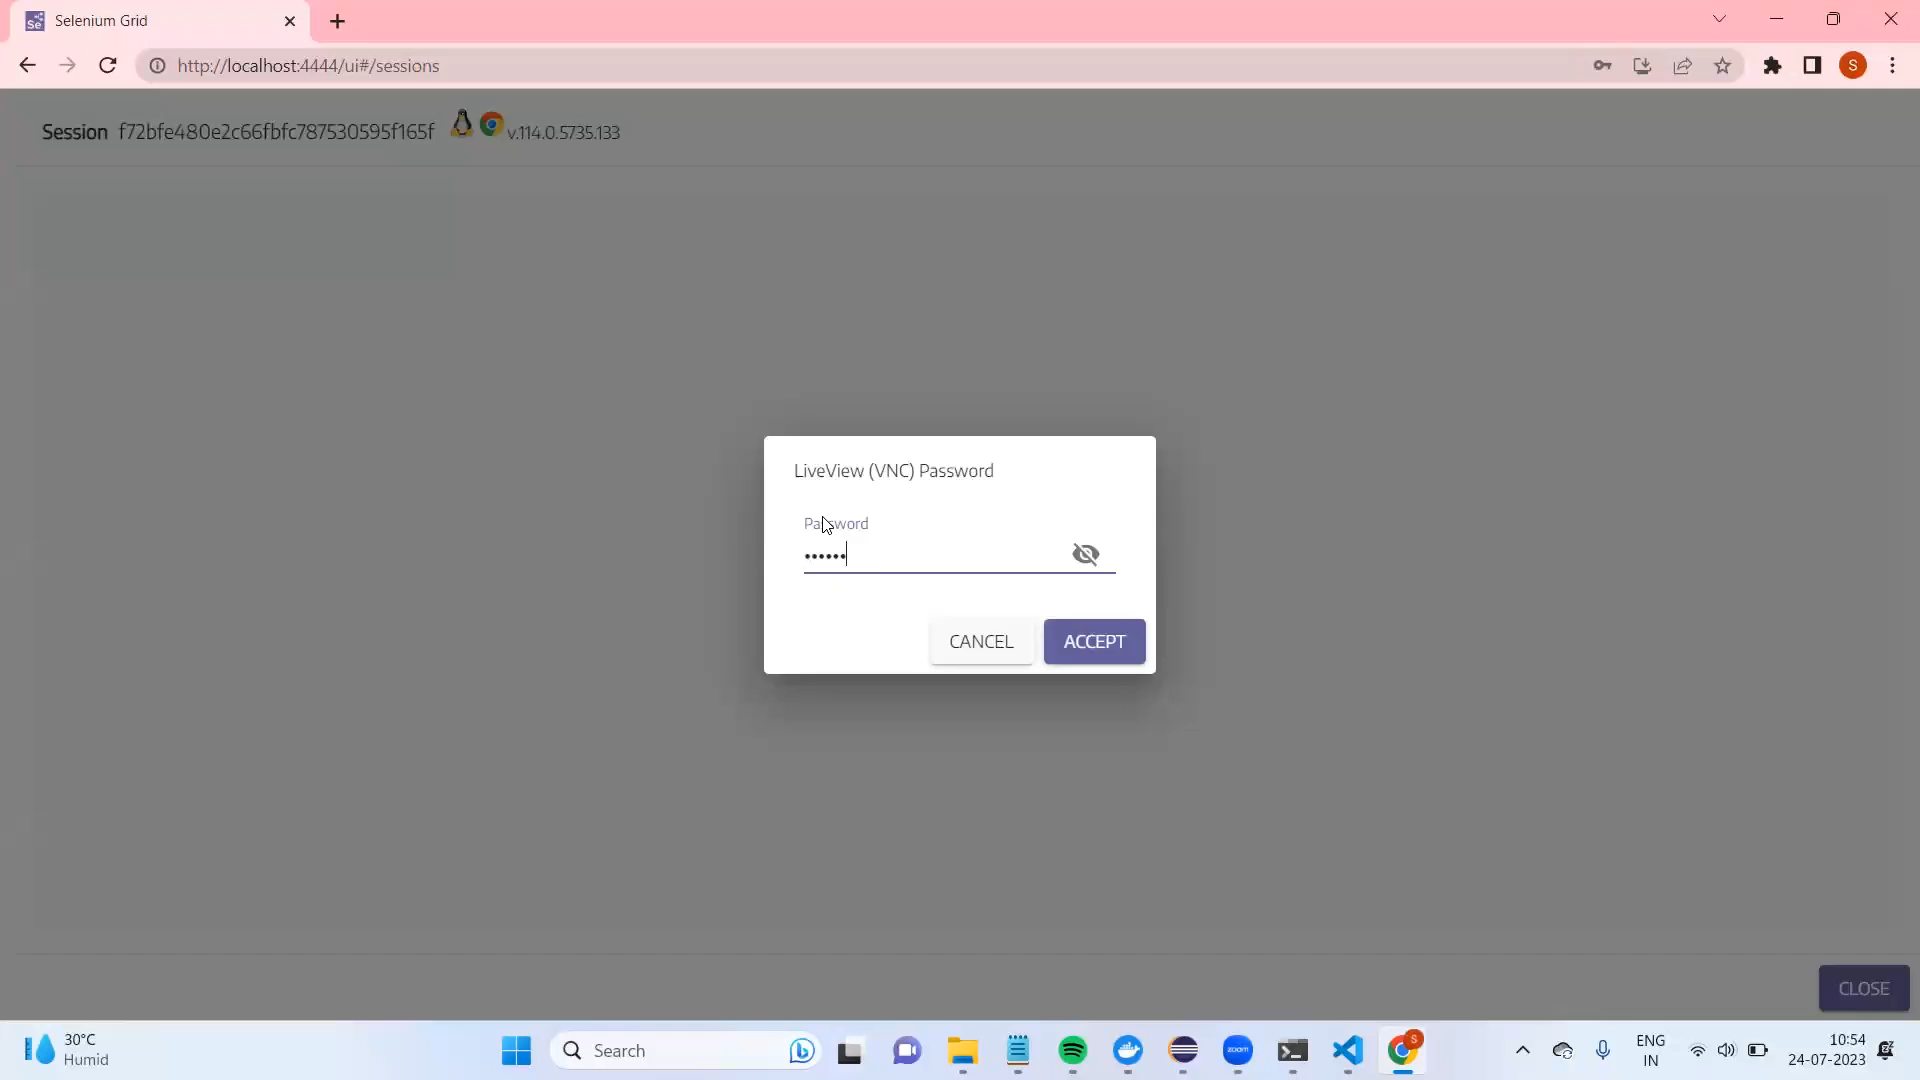 Selenium Grid
http://localhost:4444/ui#/sessions
S
Session f72bfe480e2c66fbfc787530595f165f v.114.0.5735.133
LiveView (VNC) Password
Password
••••••
CANCEL
ACCEPT
CLOSE
30°C
Humid
Search
zoom
S
ENG
IN
10:54
24-07-2023